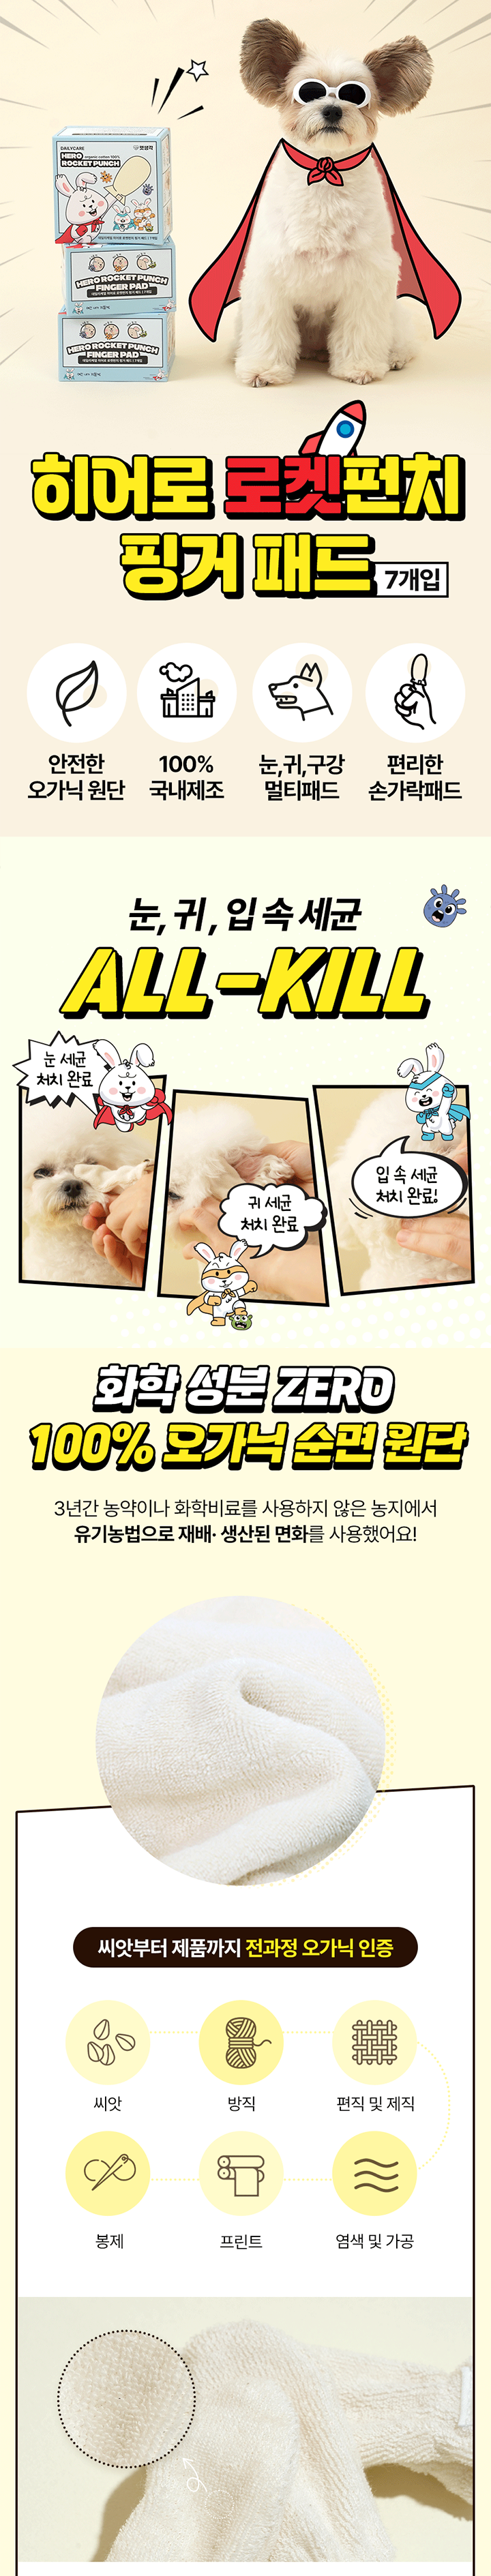 DAILYCARE
펫생각
HERO
organic cotton 100%
ROCKET PUNCH
HERO ROCKET PUNCH
FINGER PAD
HERO ROCKET PUNCH
FINGER PAD
히어로 로켓펀치
핑거 패드 7개입
안전한
오가닉 원단
100%
국내제조
눈,귀,구강
멀티패드
편리한
손가락패드
눈, 귀, 입 속 세균
ALL-KILL
눈 세균
처치 완료
귀 세균
처치 완료
입 속 세균
처치 완료!
화학 성분 ZERO
100% 오가닉 순면 원단
3년간 농약이나 화학비료를 사용하지 않은 농지에서
유기농법으로 재배· 생산된 면화를 사용했어요!
씨앗부터 제품까지 전과정 오가닉 인증
씨앗
방직
편직 및 제직
봉제
프린트
염색 및 가공